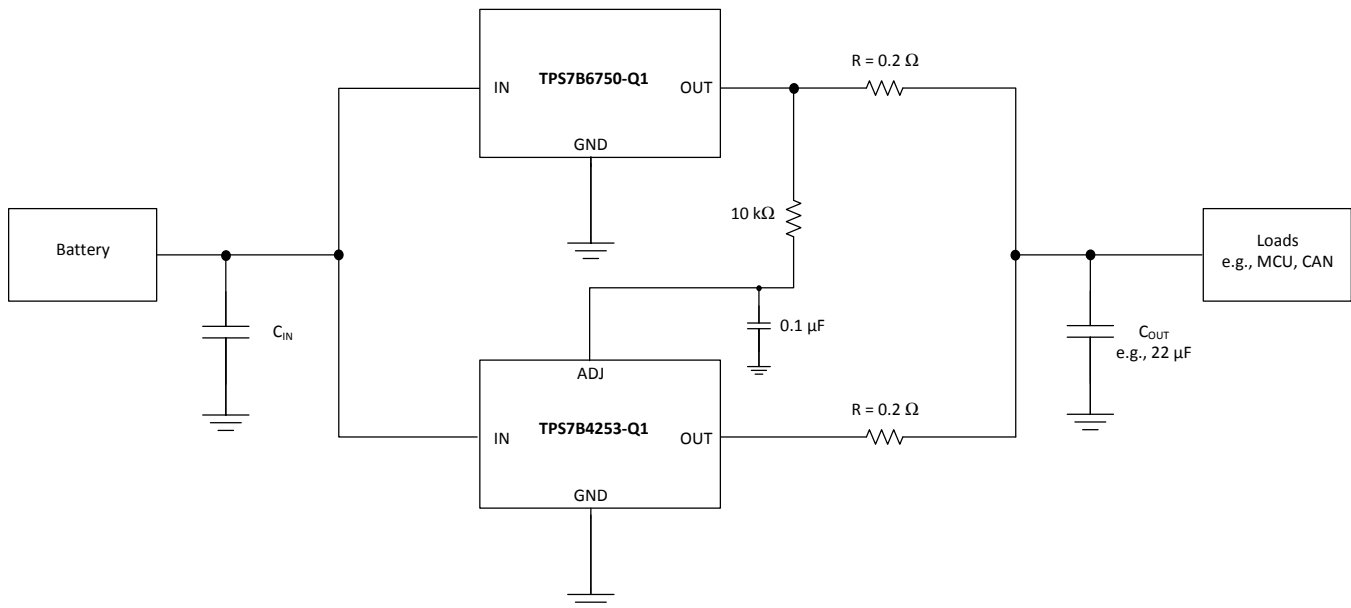 TPS7B6750-Q1
IN
OUT
GND
R = 0.2 Ω
10 kΩ
Battery
Loads
e.g., MCU, CAN
CIN
0.1 µF
COUT
e.g., 22 µF
ADJ
TPS7B4253-Q1
IN
OUT
GND
R = 0.2 Ω